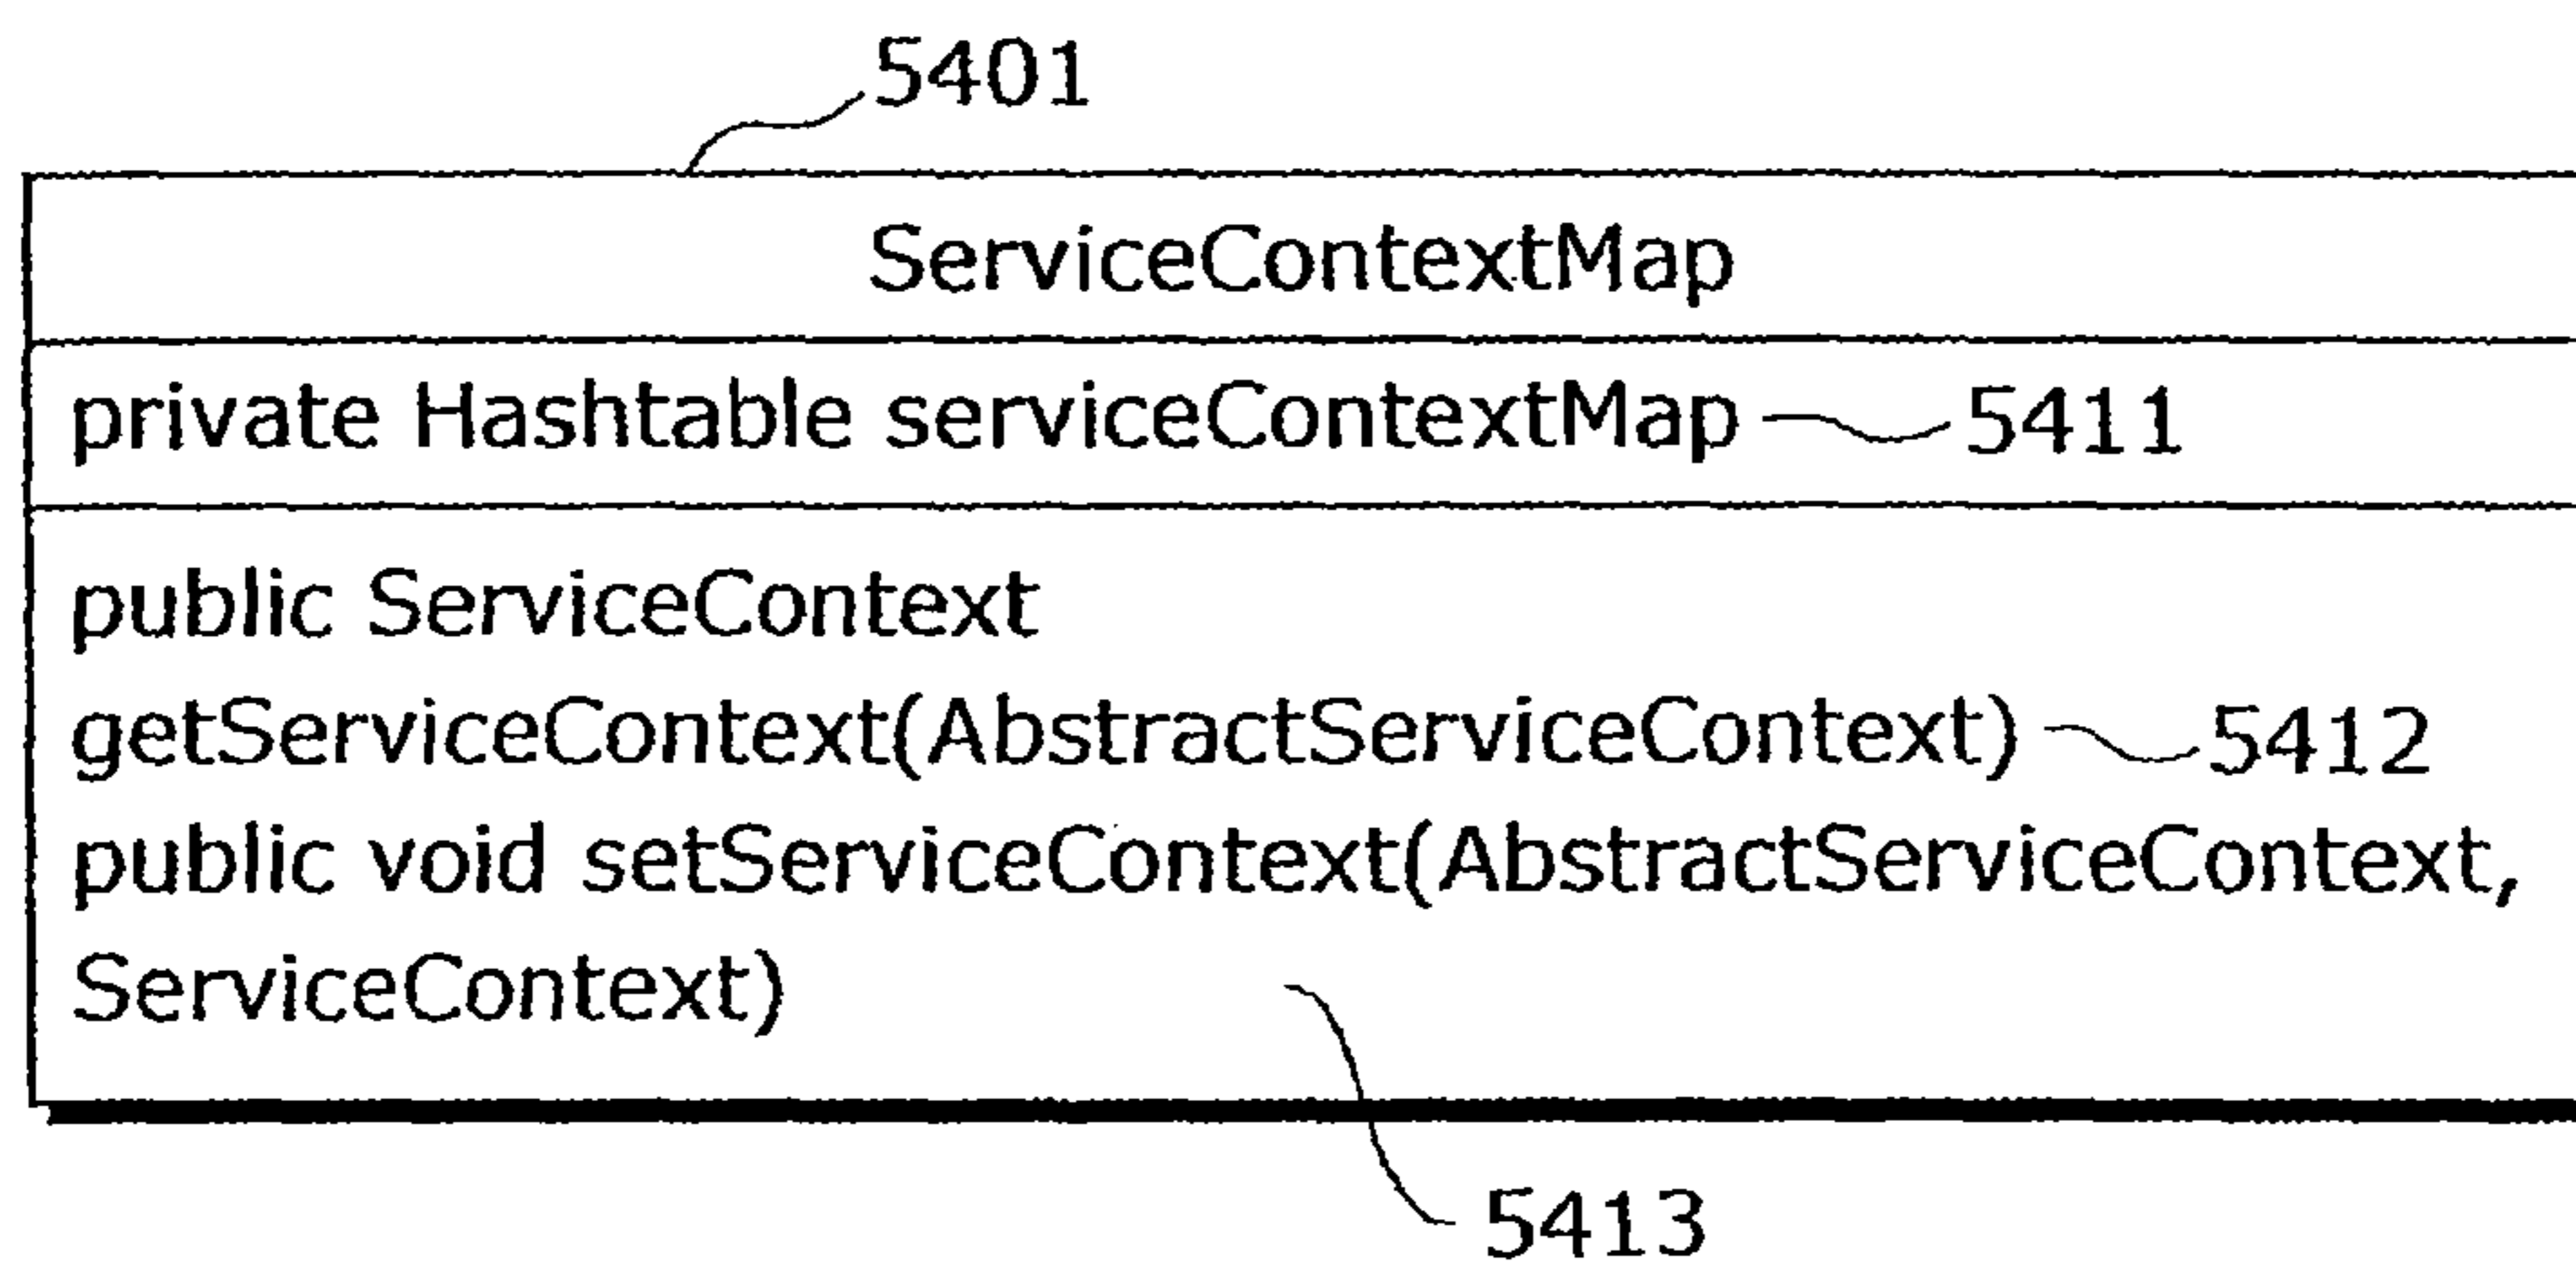 5401
ServiceContextMap
private Hashtable serviceContextMap 5411
public ServiceContext
getServiceContext(AbstractServiceContext) 5412
public void setServiceContext(AbstractServiceContext,
ServiceContext)
5413